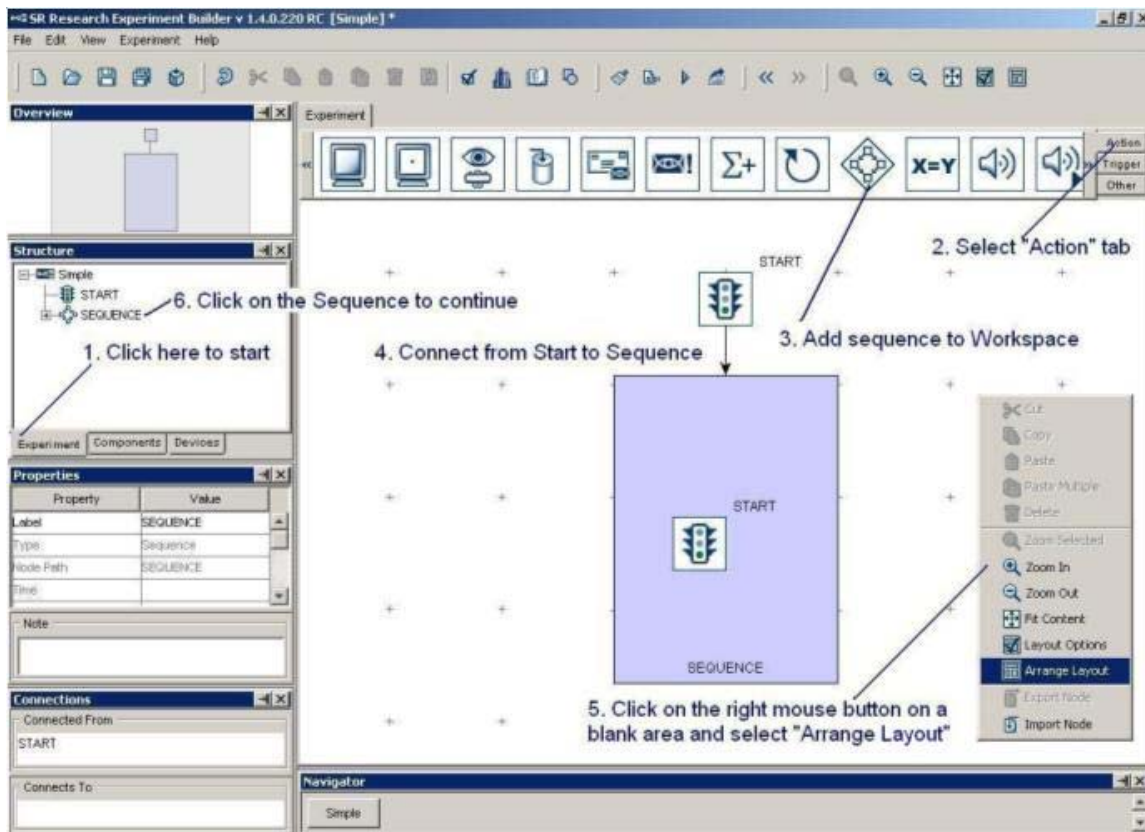 SR Research Experiment Builder v 1.4.0.220 RC [Simple] *
File Edit View Experiment Help
Overview
Experiment
X=Y
Σ+
Action
Trigger
Other
2. Select "Action" tab
Structure
Simple
START
SEQUENCE
6. Click on the Sequence to continue
1. Click here to start
START
3. Add sequence to Workspace
4. Connect from Start to Sequence
Experiment Components Devices
Properties
Property Value
Label SEQUENCE
Type Sequence
Node Path SEQUENCE
Time
Note
START
SEQUENCE
Cut
Copy
Paste
Paste Multiple
Delete
Zoom Selected
Zoom In
Zoom Out
Fit Content
Layout Options
Arrange Layout
Export Node
Import Node
5. Click on the right mouse button on a
blank area and select "Arrange Layout"
Connections
Connected From
START
Connects To
Navigator
Simple